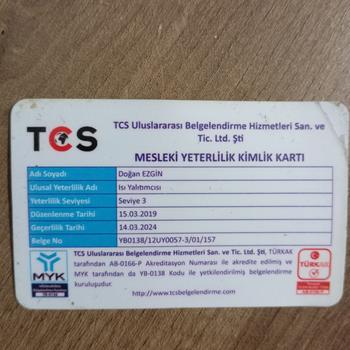 TCS
TCS Uluslararası Belgelendirme Hizmetleri San. ve
Tic. Ltd. Şti
MESLEKİ YETERLİLİK KİMLİK KARTI
Adı Soyadı Doğan EZGİN
Ulusal Yeterlilik Adı Isı Yalıtımcısı
Yeterlilik Seviyesi Seviye 3
Düzenlenme Tarihi 15.03.2019
Geçerlilik Tarihi 14.03.2024
Belge No YB0138/12UY0057-3/01/157
TCS Uluslararası Belgelendirme Hizmetleri San. ve Tic. Ltd. Şti, TÜRKAK
tarafından AB-0166-P Akreditasyon Numarası ile akredite edilmiş ve
MYK tarafından da YB-0138 Kodu ile yetkilendirilmiş belgelendirme
kuruluşudur.
http://www.tcsbelgelendirme.com
MYK
TÜRKAK